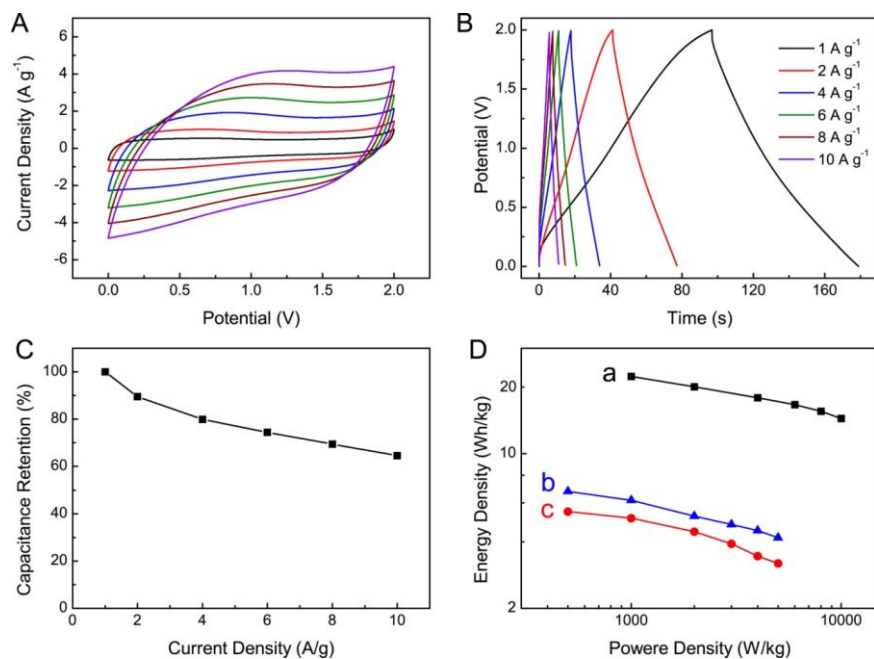 A
Current Density (A g⁻¹)
6
4
2
0
-2
-4
-6
0.0 0.5 1.0 1.5 2.0
Potential (V)
B
Potential (V)
2.0
1.5
1.0
0.5
0.0
0 40 80 120 160
Time (s)
1 A g⁻¹
2 A g⁻¹
4 A g⁻¹
6 A g⁻¹
8 A g⁻¹
10 A g⁻¹
C
Capacitance Retention (%)
100
80
60
40
20
0
0 2 4 6 8 10
Current Density (A/g)
D
Energy Density (Wh/kg)
20
10
2
a
b
c
1000 10000
Powere Density (W/kg)